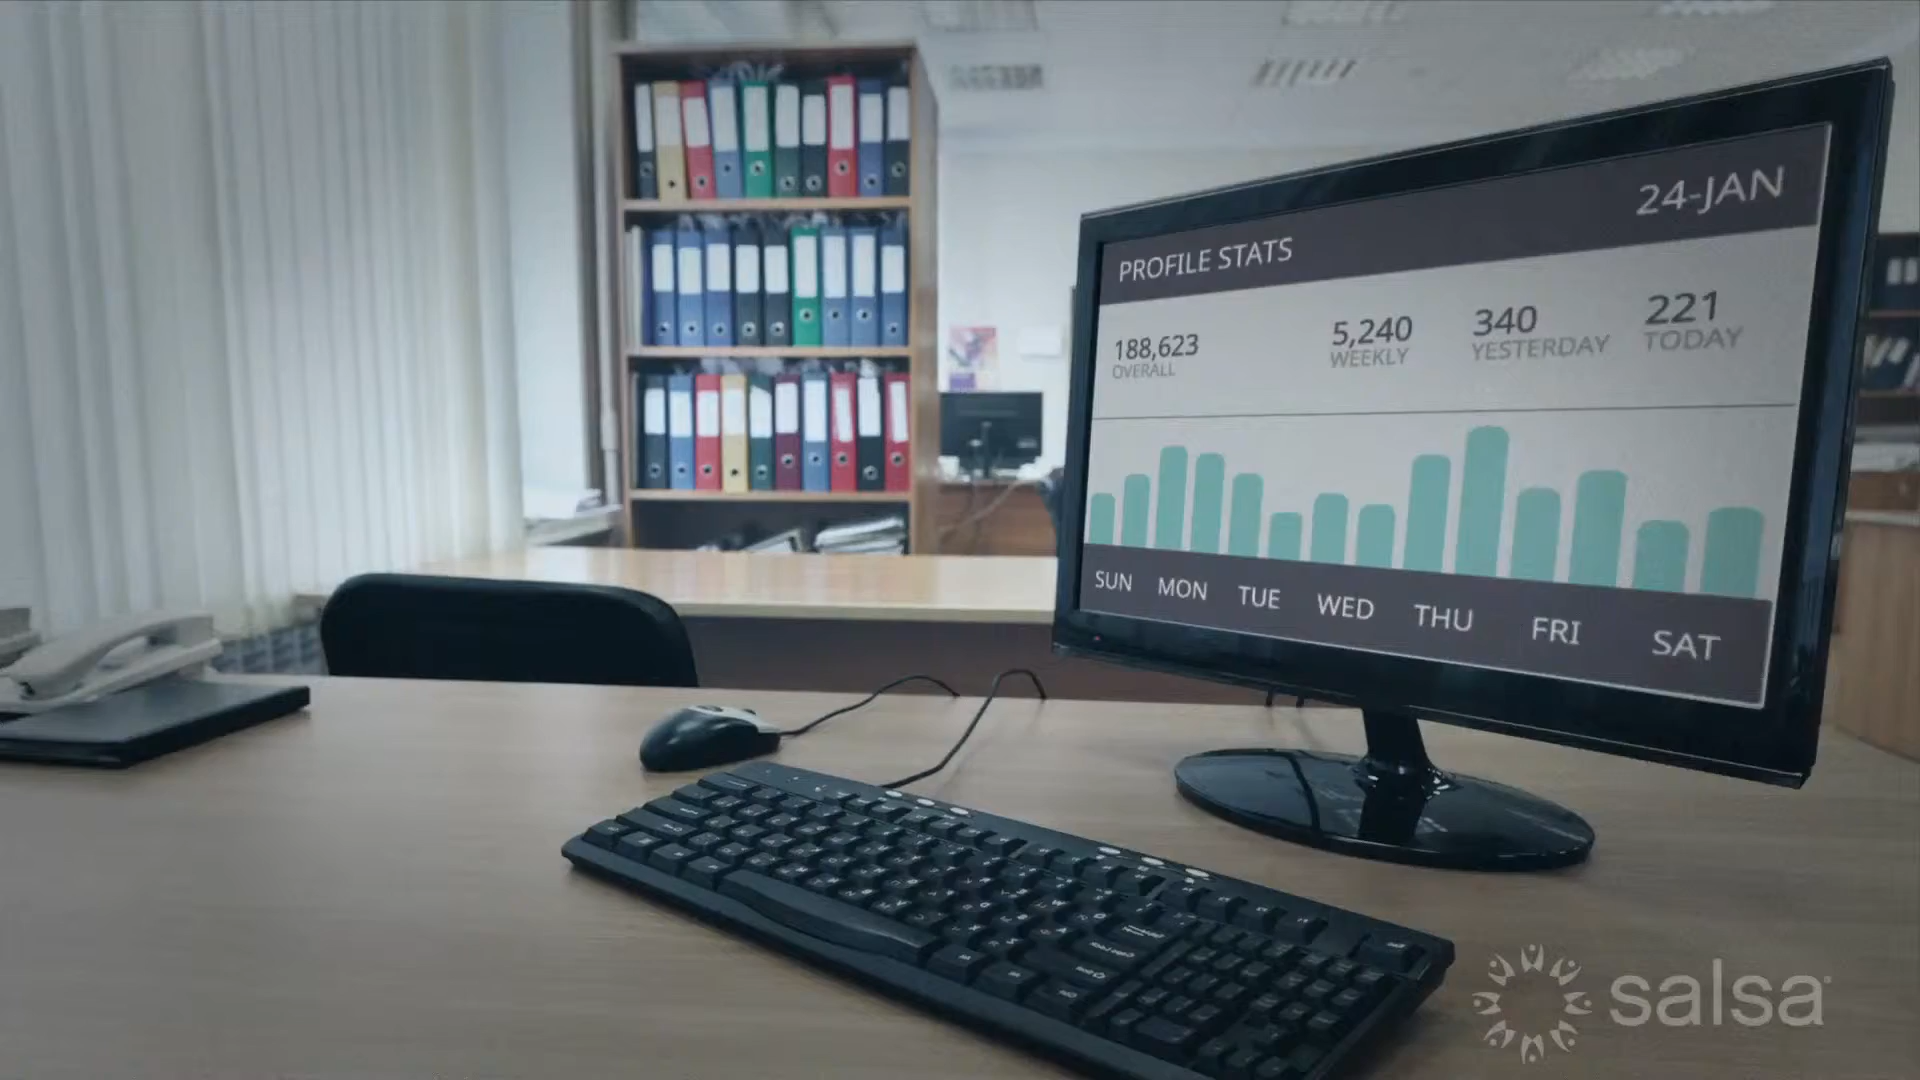 24-JAN
PROFILE STATS
188,623
OVERALL
5,240
WEEKLY
340
YESTERDAY
221
TODAY
SUN MON TUE WED THU FRI SAT
salsa